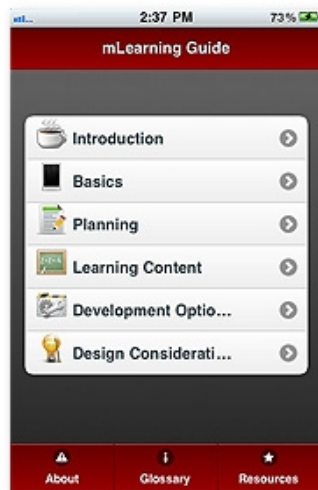 2:37 PM 73%
mLearning Guide
Introduction
Basics
Planning
Learning Content
Development Optio...
Design Considerati...
About Glossary Resources